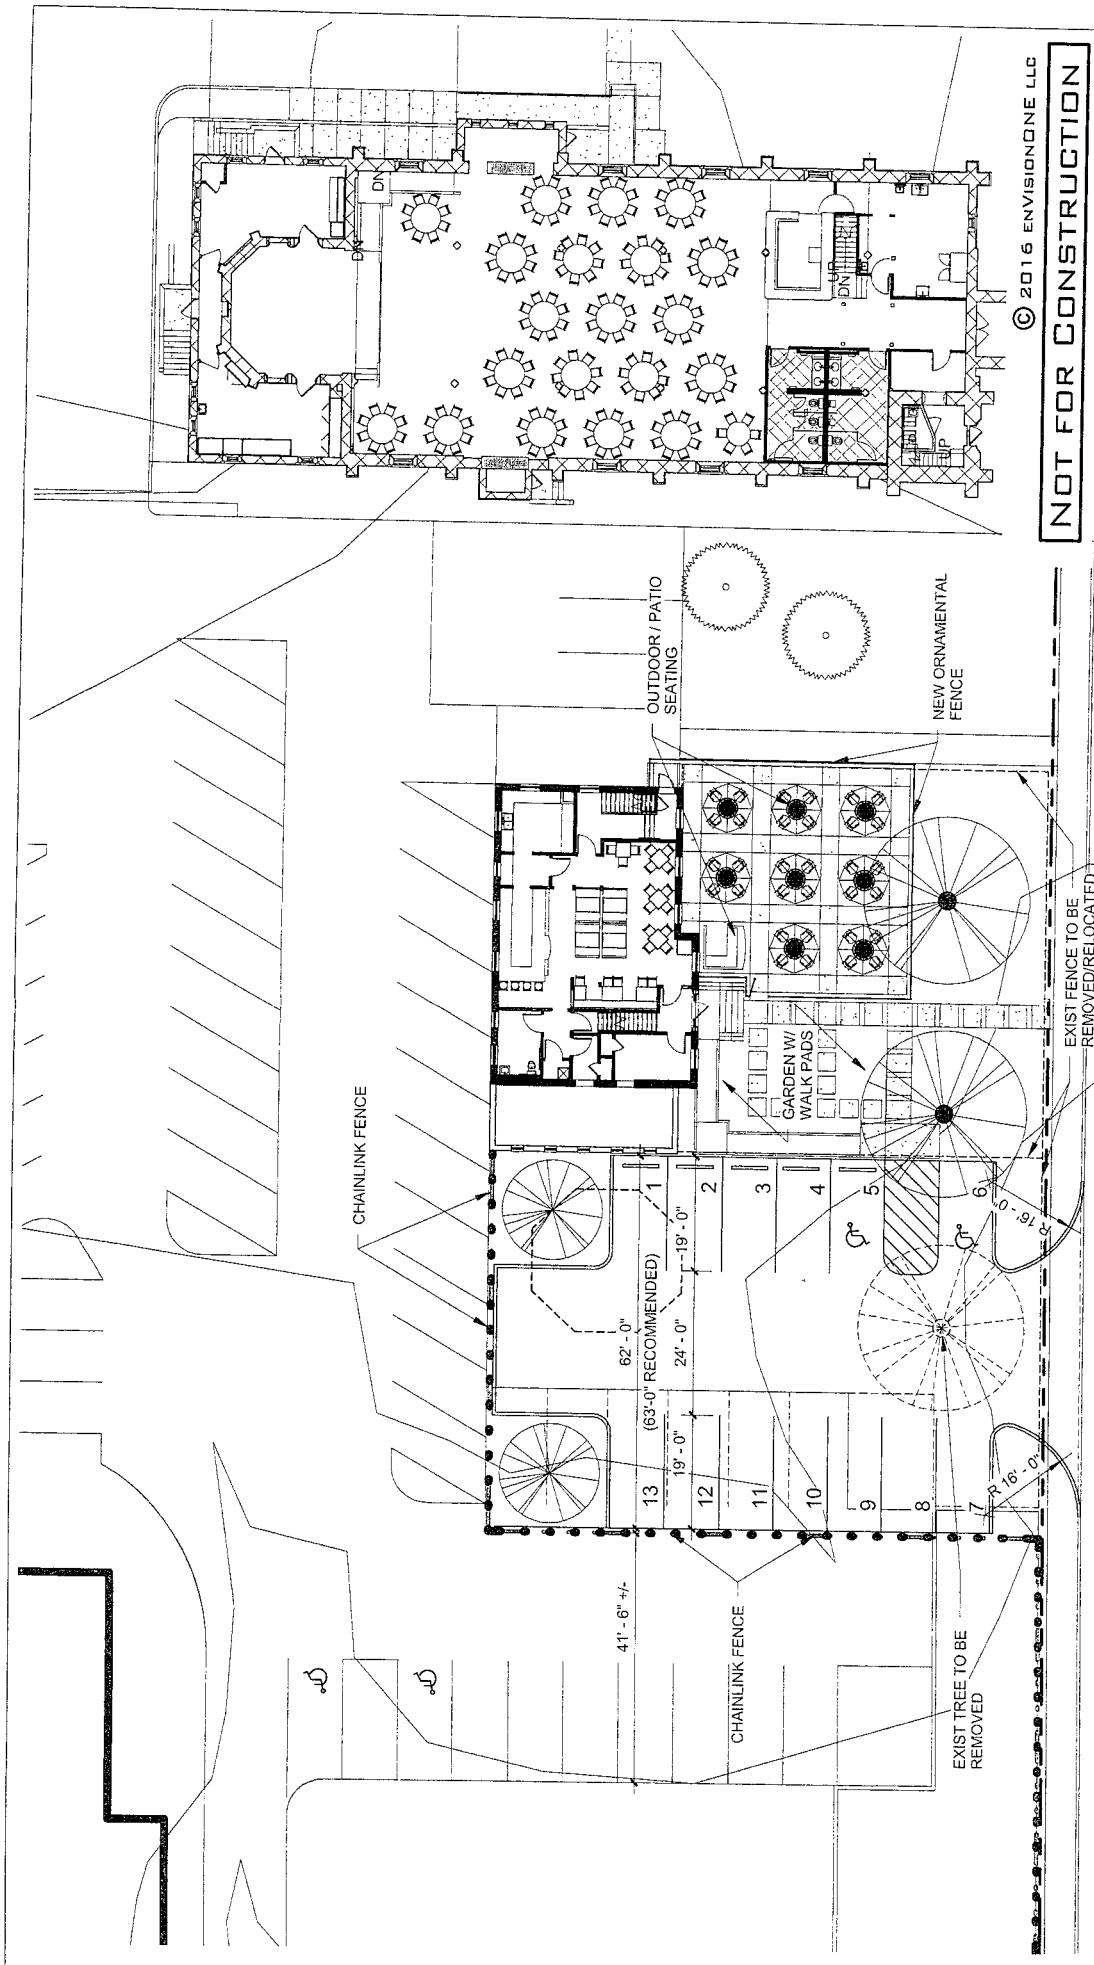 CHAINLINK FENCE
OUTDOOR / PATIO
SEATING
NEW ORNAMENTAL
FENCE
GARDEN W/
WALK PADS
EXIST FENCE TO BE
REMOVED/RELOCATED
CHAINLINK FENCE
EXIST TREE TO BE
REMOVED
41' - 6" +/-
62' - 0"
(63'-0" RECOMMENDED)
19' - 0"
24' - 0"
19' - 0"
R 16' - 0"
R 16' - 0"
1
2
3
4
5
6
13
12
11
10
9
8
7
DN
DN
DN
UP
© 2016 ENVISIONONE LLC
NOT FOR CONSTRUCTION